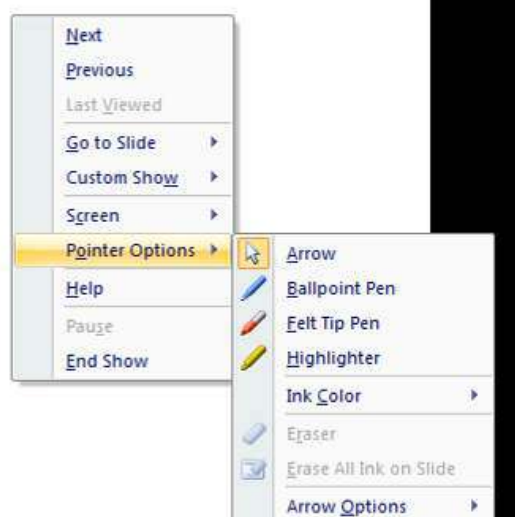 Next
Previous
Last Viewed
Go to Slide
Custom Show
Screen
Pointer Options
Help
Pause
End Show
Arrow
Ballpoint Pen
Felt Tip Pen
Highlighter
Ink Color
Eraser
Erase All Ink on Slide
Arrow Options